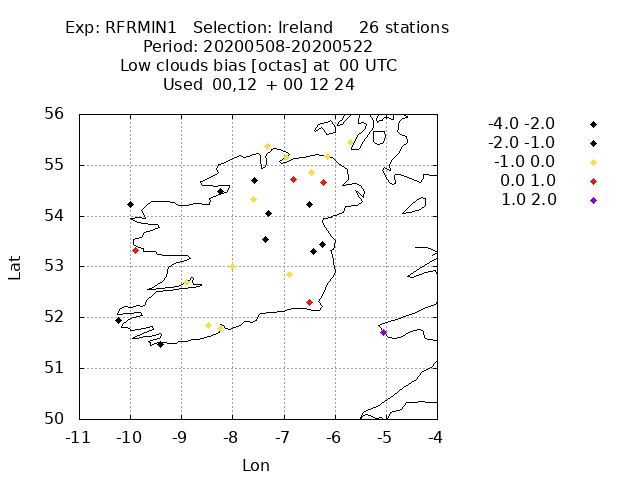 Exp: RFRMIN1   Selection: Ireland     26 stations
Period: 20200508-20200522
Low clouds bias [octas] at  00 UTC
Used  00,12  + 00 12 24
56
55
54
53
52
51
50
-11 -10 -9 -8 -7 -6 -5 -4
Lat
Lon
-4.0 -2.0
-2.0 -1.0
-1.0 0.0
0.0 1.0
1.0 2.0